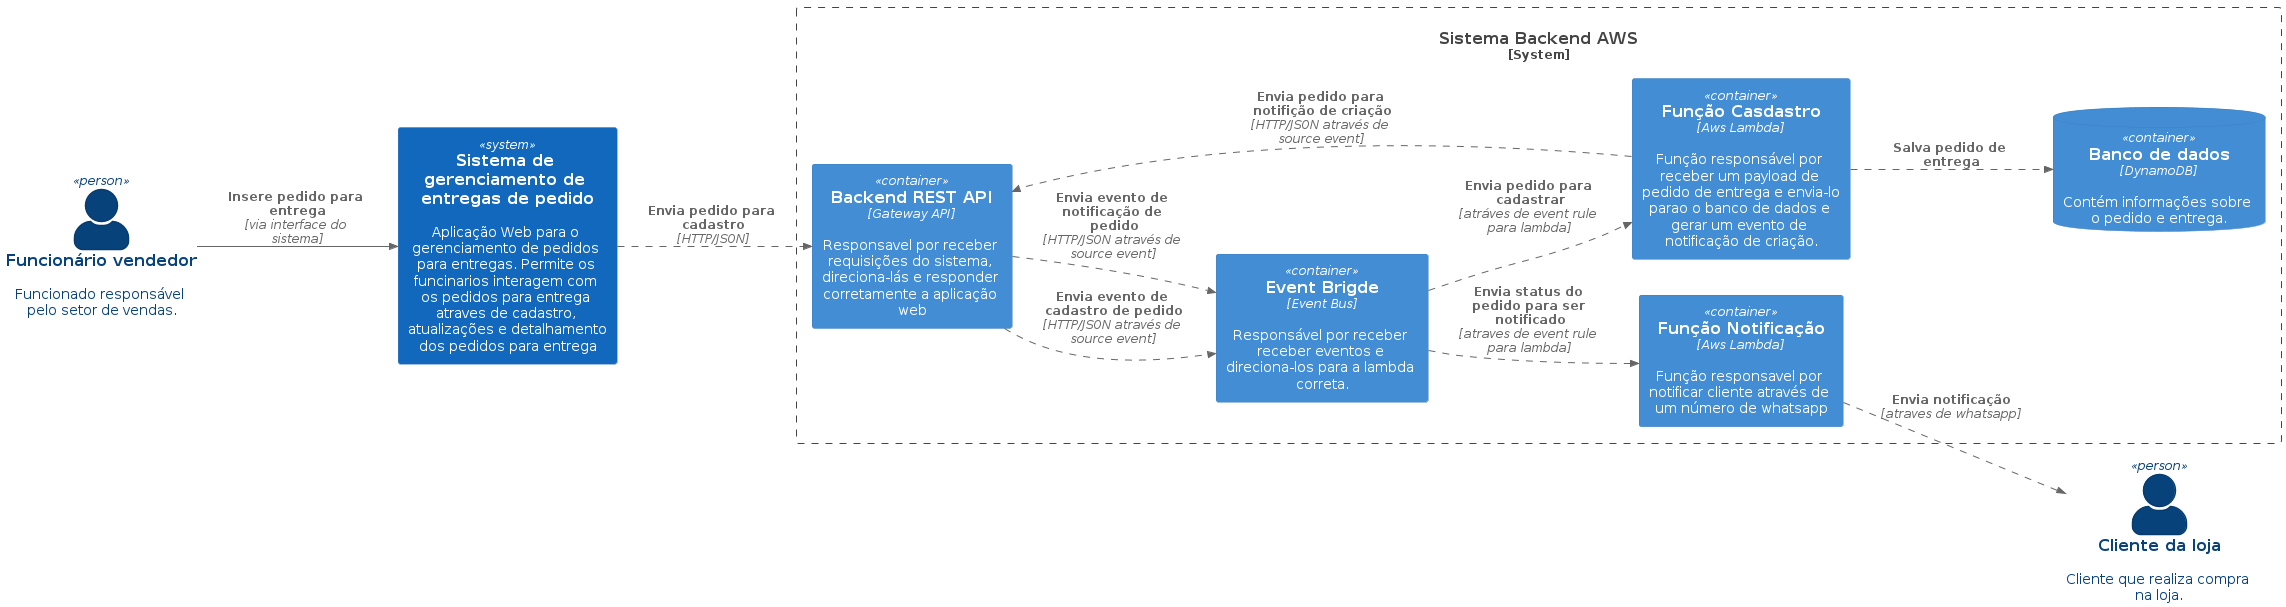 Sistema Backend AWS
[System]
«person»
Funcionário vendedor
Funcionado responsável
pelo setor de vendas.
Insere pedido para
entrega
[via interface do
sistema]
«system»
Sistema de
gerenciamento de
entregas de pedido
Aplicação Web para o
gerenciamento de pedidos
para entregas. Permite os
funcinarios interagem com
os pedidos para entrega
atraves de cadastro,
atualizações e detalhamento
dos pedidos para entrega
Envia pedido para
cadastro
[HTTP/JSON]
«container»
Backend REST API
[Gateway API]
Responsavel por receber
requisições do sistema,
direciona-lás e responder
corretamente a aplicação
web
Envia pedido para
notifição de criação
[HTTP/JSON através de
source event]
Envia evento de
notificação de
pedido
[HTTP/JSON através de
source event]
Envia evento de
cadastro de pedido
[HTTP/JSON através de
source event]
«container»
Event Brigde
[Event Bus]
Responsável por receber
receber eventos e
direciona-los para a lambda
correta.
Envia pedido para
cadastrar
[atráves de event rule
para lambda]
Envia status do
pedido para ser
notificado
[atraves de event rule
para lambda]
«container»
Função Casdastro
[Aws Lambda]
Função responsável por
receber um payload de
pedido de entrega e envia-lo
parao o banco de dados e
gerar um evento de
notificação de criação.
«container»
Função Notificação
[Aws Lambda]
Função responsavel por
notificar cliente através de
um número de whatsapp
Salva pedido de
entrega
«container»
Banco de dados
[DynamoDB]
Contém informações sobre
o pedido e entrega.
Envia notificação
[atraves de whatsapp]
«person»
Cliente da loja
Cliente que realiza compra
na loja.